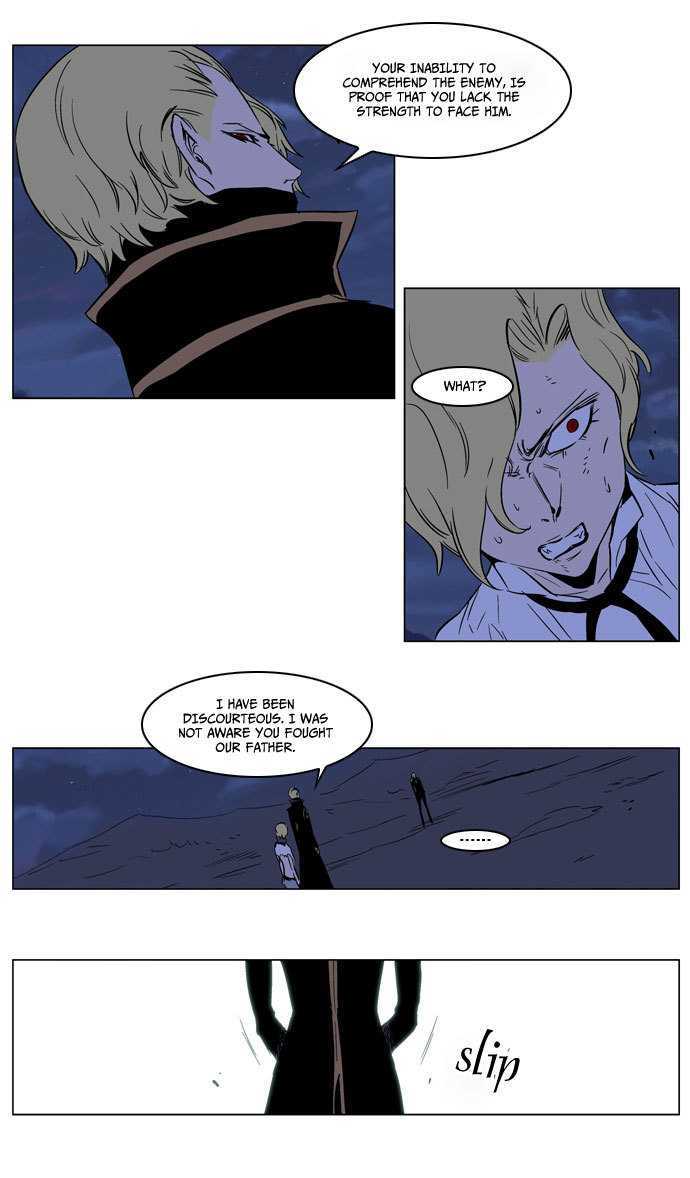 YOUR INABILITY TO
COMPREHEND THE ENEMY, IS
PROOF THAT YOU LACK THE
STRENGTH TO FACE HIM.
WHAT?
I HAVE BEEN
DISCOURTEOUS. I WAS
NOT AWARE YOU FOUGHT
OUR FATHER.
------
slip